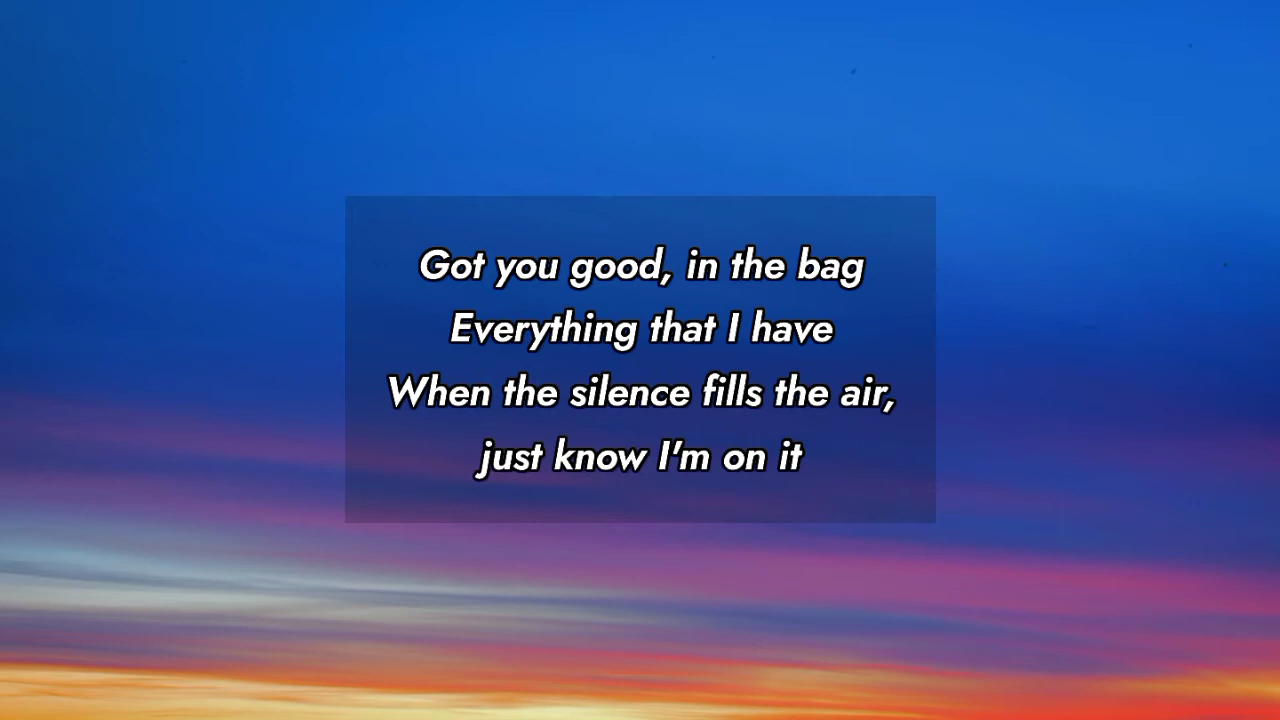 Got you good, in the bag
Everything that I have
When the silence fills the air,
just know I'm on it